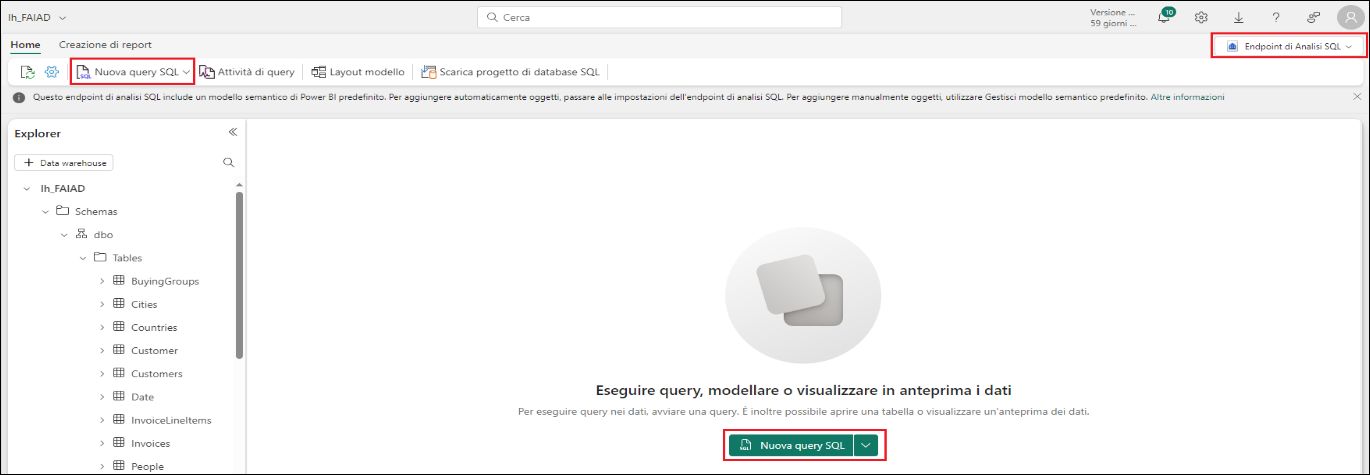 lh_FAIAD
Cerca
Versione ...
59 giorni ...
10
Home
Creazione di report
Endpoint di Analisi SQL
Nuova query SQL
Attività di query
Layout modello
Scarica progetto di database SQL
Questo endpoint di analisi SQL include un modello semantico di Power BI predefinito. Per aggiungere automaticamente oggetti, passare alle impostazioni dell'endpoint di analisi SQL. Per aggiungere manualmente oggetti, utilizzare Gestisci modello semantico predefinito. Altre informazioni
Explorer
+ Data warehouse
lh_FAIAD
Schemas
dbo
Tables
BuyingGroups
Cities
Countries
Customer
Customers
Date
InvoiceLineItems
Invoices
People
Eseguire query, modellare o visualizzare in anteprima i dati
Per eseguire query nei dati, avviare una query. È inoltre possibile aprire una tabella o visualizzare un'anteprima dei dati.
Nuova query SQL